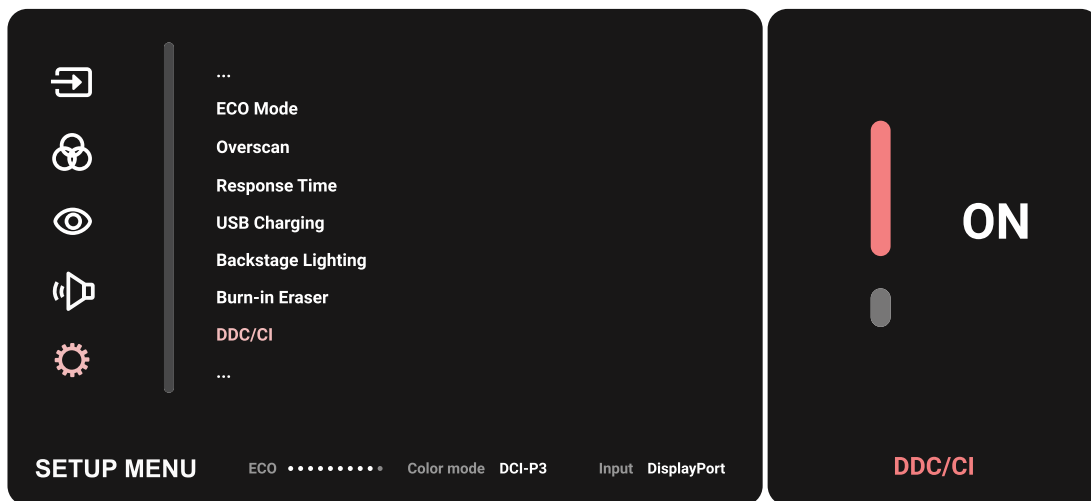 ...
ECO Mode
Overscan
Response Time
USB Charging
Backstage Lighting
Burn-in Eraser
DDC/CI
...
SETUP MENU ECO Color mode DCI-P3 Input DisplayPort
ON
DDC/CI